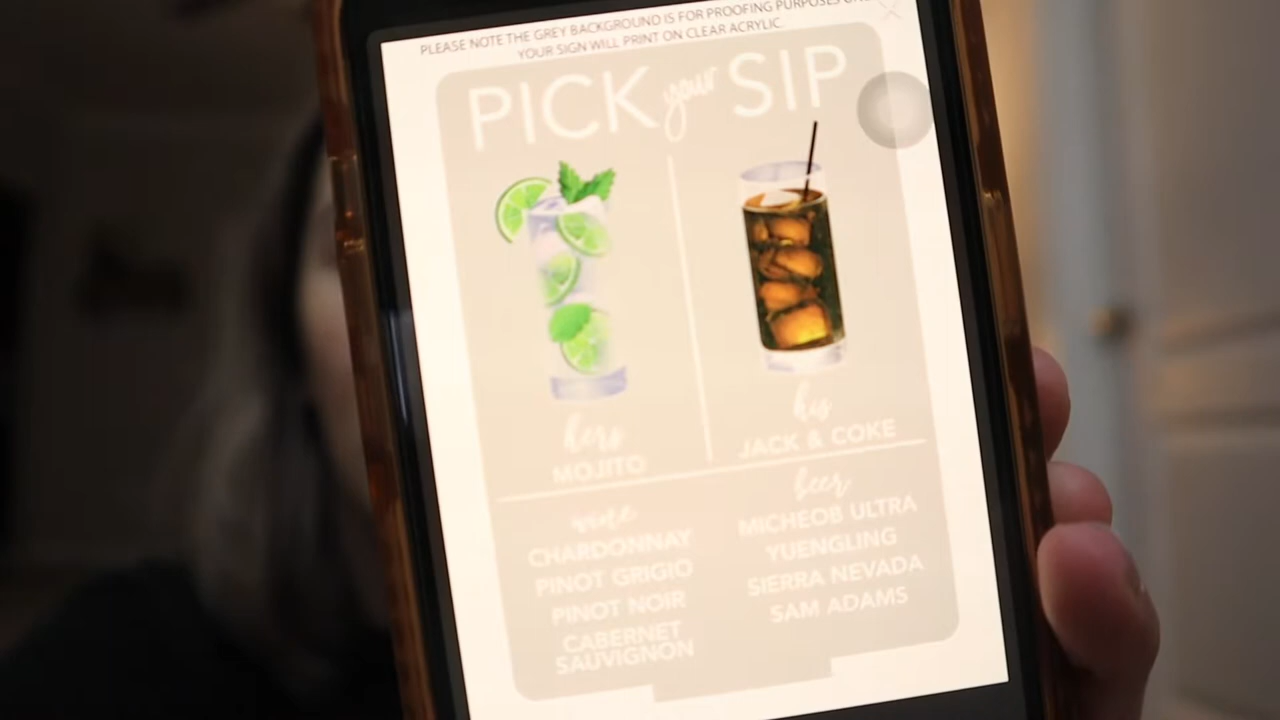 PLEASE NOTE THE GREY BACKGROUND IS FOR PROOFING PURPOSES
YOUR SIGN WILL PRINT ON CLEAR ACRYLIC.
PICK your SIP
hers
MOJITO
his
JACK & COKE
wine
CHARDONNAY
PINOT GRIGIO
PINOT NOIR
CABERNET
SAUVIGNON
beer
MICHEOB ULTRA
YUENGLING
SIERRA NEVADA
SAM ADAMS